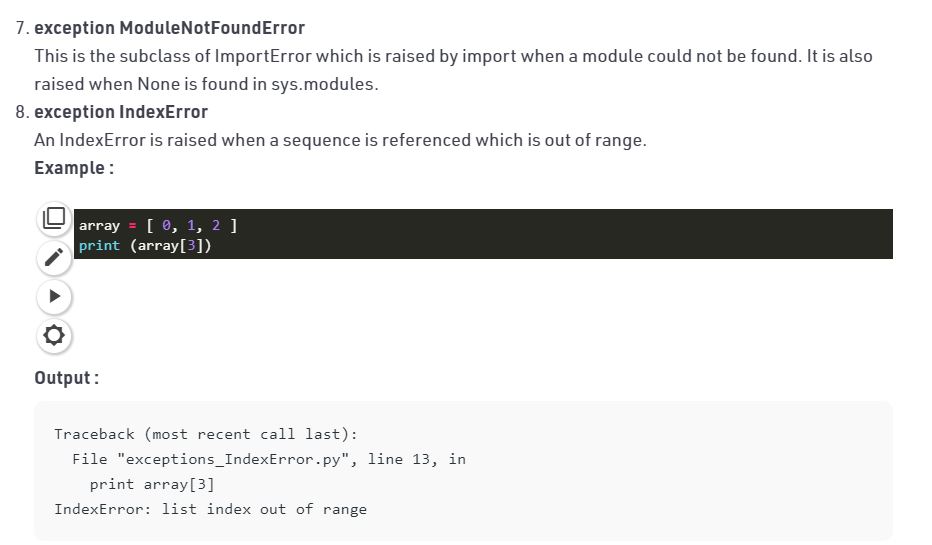 7. exception ModuleNotFoundError
This is the subclass of ImportError which is raised by import when a module could not be found. It is also
raised when None is found in sys.modules.
8. exception IndexError
An IndexError is raised when a sequence is referenced which is out of range.
Example :
array = [ 0, 1, 2 ]
print (array[3])
Output :
Traceback (most recent call last):
  File "exceptions_IndexError.py", line 13, in
    print array[3]
IndexError: list index out of range